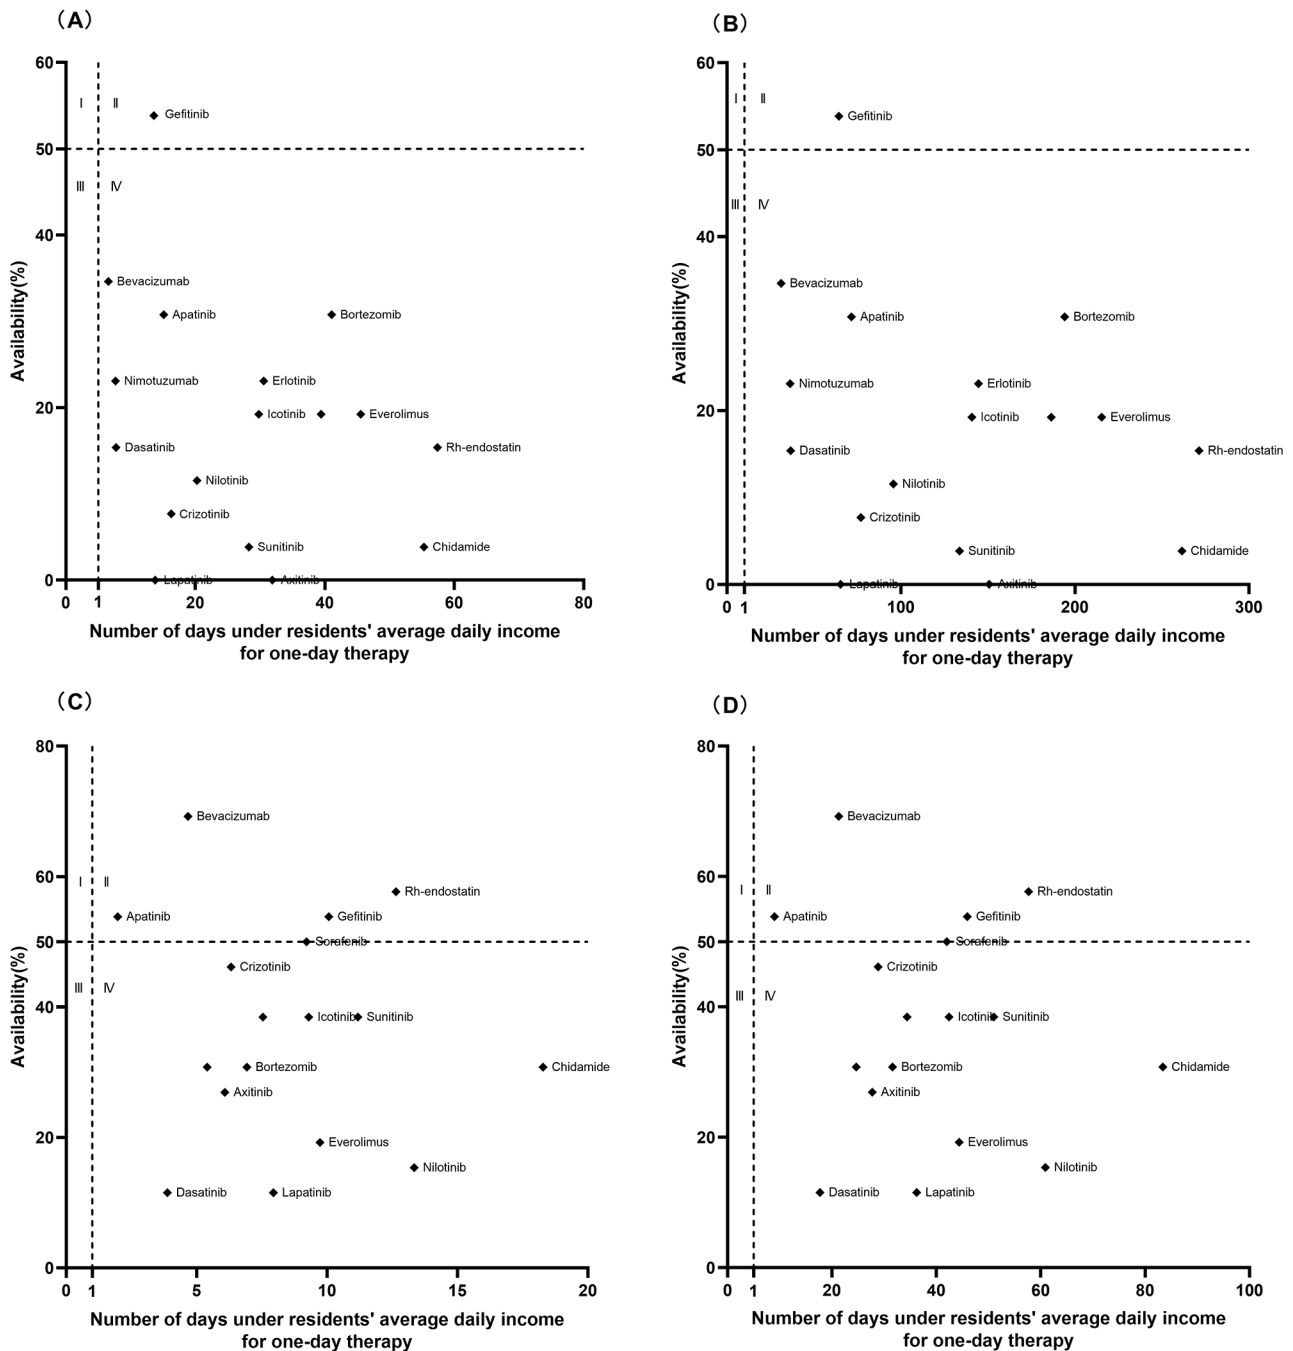 （A）
60
Ⅰ
Ⅱ
Gefitinib
50
Ⅲ
Ⅳ
40
Bevacizumab
Apatinib
Bortezomib
Availability(%)
Nimotuzumab
Erlotinib
20
Icotinib
Everolimus
Dasatinib
Rh-endostatin
Nilotinib
Crizotinib
Sunitinib
Chidamide
0
Lapatinib
Axitinib
0 1 20 40 60 80
Number of days under residents' average daily income
for one-day therapy
（B）
60
Ⅰ
Ⅱ
Gefitinib
50
Ⅲ
Ⅳ
40
Bevacizumab
Apatinib
Bortezomib
Availability(%)
Nimotuzumab
Erlotinib
20
Icotinib
Everolimus
Dasatinib
Rh-endostatin
Nilotinib
Crizotinib
Sunitinib
Chidamide
0
Lapatinib
Axitinib
0 1 100 200 300
Number of days under residents' average daily income
for one-day therapy
（C）
80
Bevacizumab
60
Ⅰ
Ⅱ
Rh-endostatin
Apatinib
Gefitinib
50
Sorafenib
Crizotinib
Ⅲ
Ⅳ
40
Icotinib
Sunitinib
Availability(%)
Bortezomib
Chidamide
Axitinib
20
Everolimus
Nilotinib
Dasatinib
Lapatinib
0
0 1 5 10 15 20
Number of days under residents' average daily income
for one-day therapy
（D）
80
Bevacizumab
60
Ⅰ
Ⅱ
Rh-endostatin
Apatinib
Gefitinib
50
Sorafenib
Crizotinib
Ⅲ
Ⅳ
40
Icotinib
Sunitinib
Availability(%)
Bortezomib
Chidamide
Axitinib
20
Everolimus
Nilotinib
Dasatinib
Lapatinib
0
0 1 20 40 60 80 100
Number of days under residents' average daily income
for one-day therapy